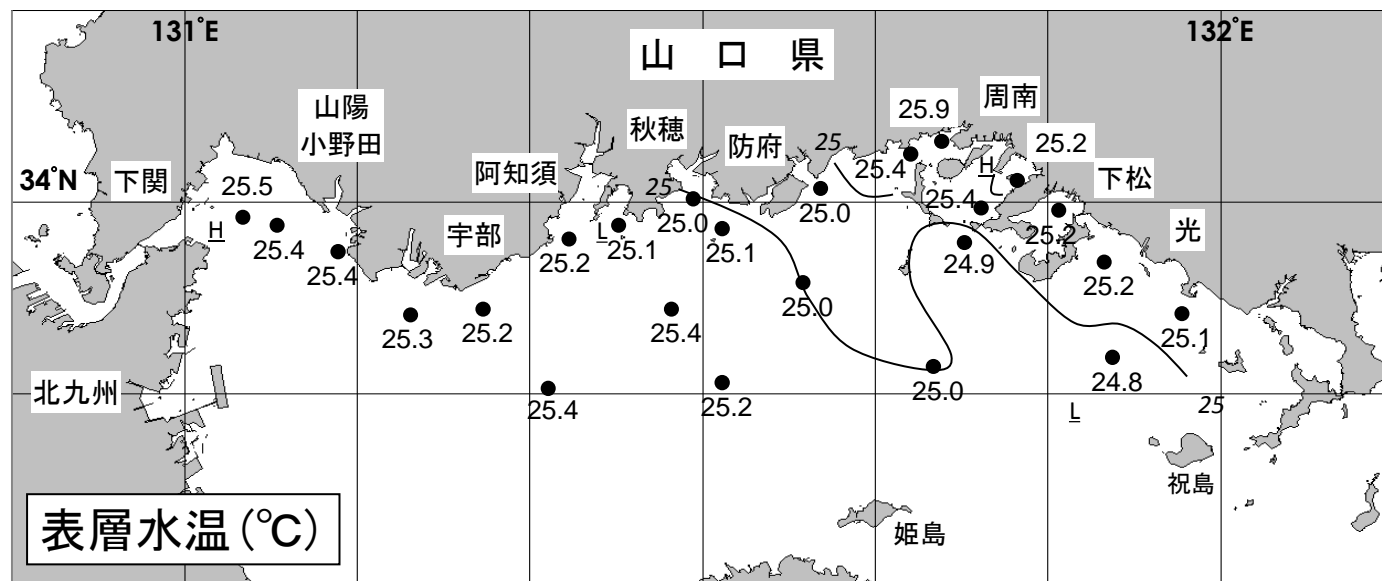 131°E
132°E
山 口 県
山陽
小野田
秋穂
防府
25
25.9
周南
25.2
34°N
下関
25.5
阿知須
25
25.4
H
下松
H
25.4
25.4
宇部
25.2
L
25.1
25.0
25.1
25.0
25.4
24.9
25.2
光
25.2
25.3
25.2
25.4
25.0
25.1
北九州
25.4
25.2
25.0
24.8
25
L
祝島
姫島
表層水温(℃)